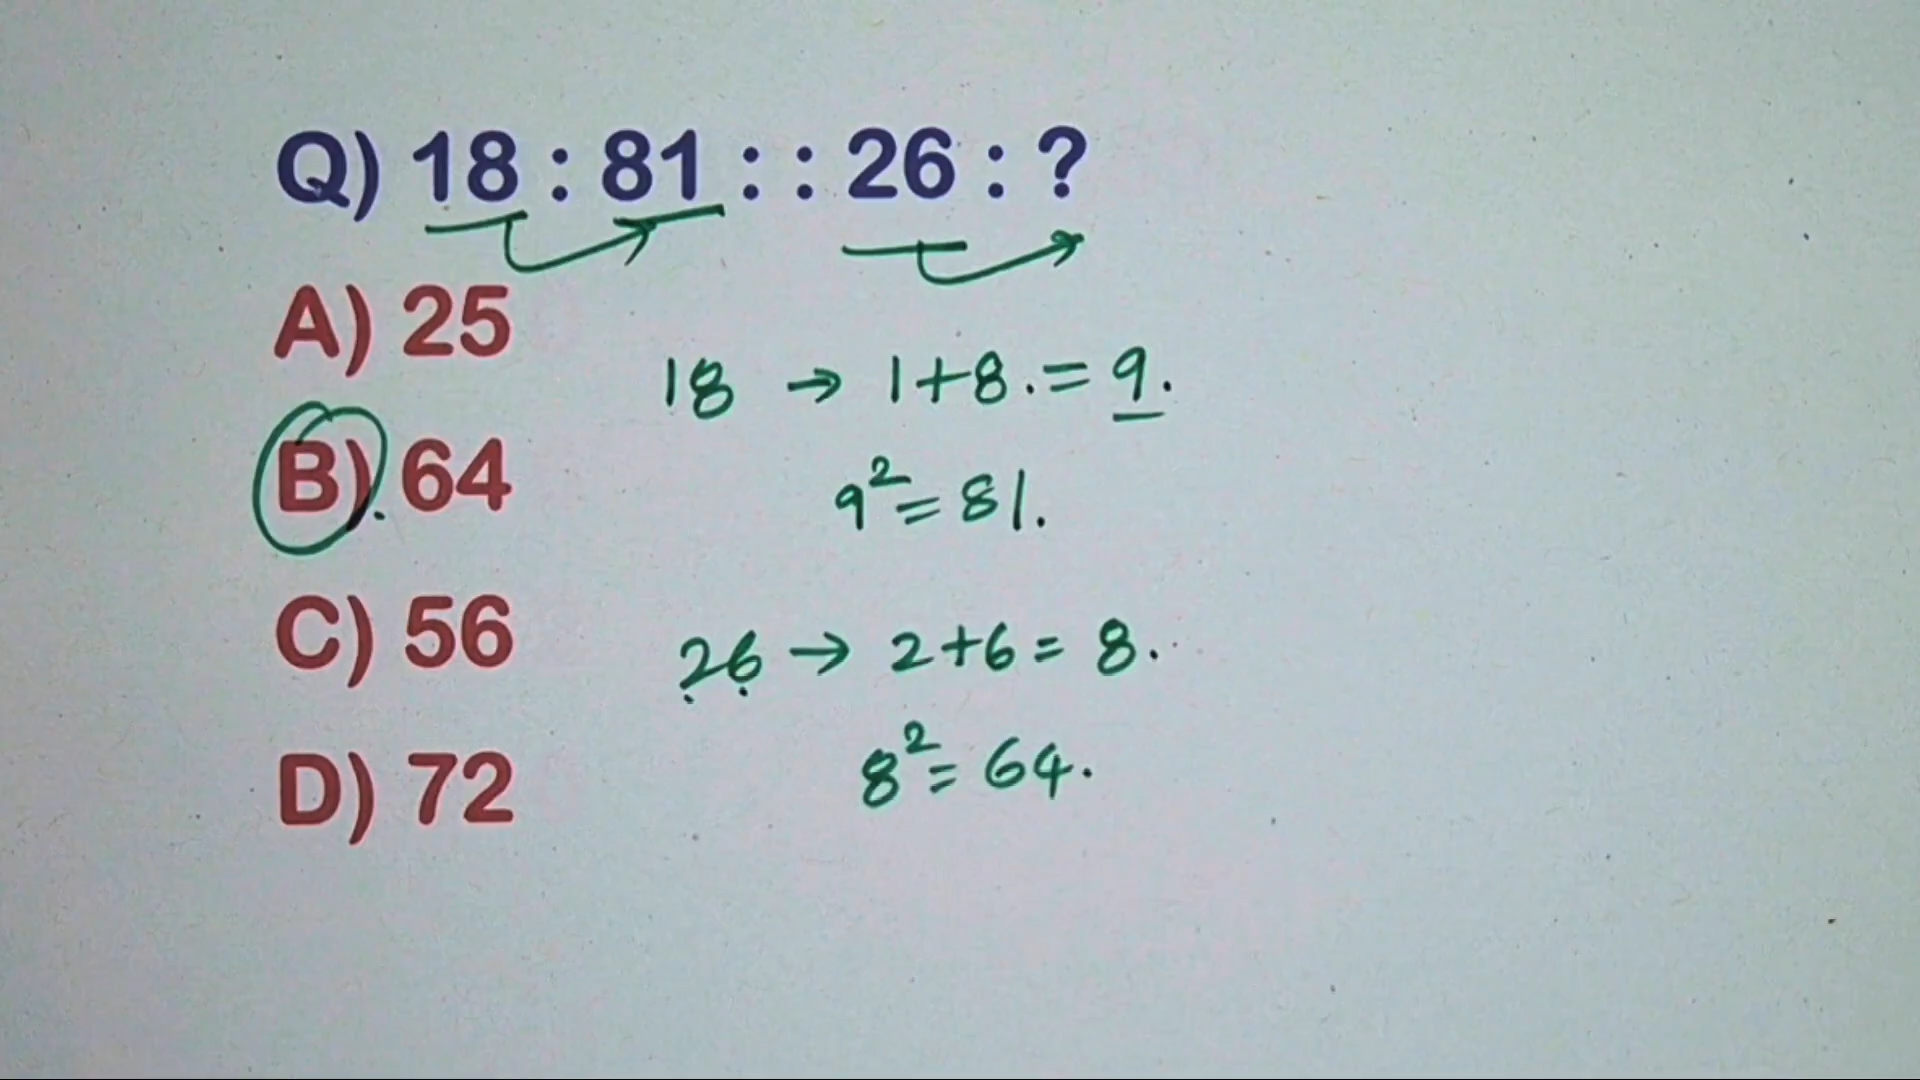 Q) 18 : 81 : : 26 : ?
A) 25
18 → 1+8. = 9.
B). 64
9² = 81.
C) 56
26 → 2+6 = 8.
D) 72
8² = 64.